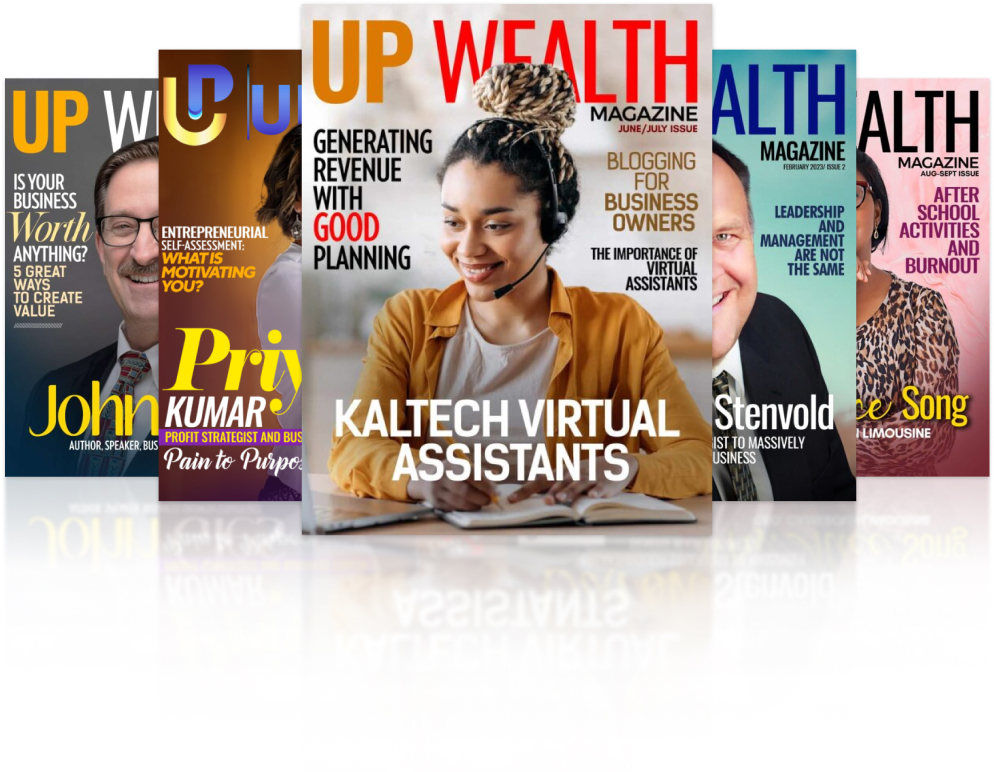 UP W
IS YOUR
BUSINESS
Worth
ANYTHING?
5 GREAT
WAYS
TO CREATE
VALUE
John
AUTHOR, SPEAKER, BUS
UP
ENTREPRENEURIAL
SELF-ASSESSMENT:
WHAT IS
MOTIVATING
YOU?
Priy
KUMAR
PROFIT STRATEGIST AND BUS
Pain to Purpos
UP WEALTH
MAGAZINE
JUNE/JULY ISSUE
GENERATING
REVENUE
WITH
GOOD
PLANNING
BLOGGING
FOR
BUSINESS
OWNERS
THE IMPORTANCE OF
VIRTUAL
ASSISTANTS
KALTECH VIRTUAL
ASSISTANTS
ALTH
MAGAZINE
FEBRUARY 2023/ ISSUE 2
LEADERSHIP
AND
MANAGEMENT
ARE NOT
THE SAME
Stenvold
IST TO MASSIVELY
USINESS
ALTH
MAGAZINE
AUG-SEPT ISSUE
AFTER
SCHOOL
ACTIVITIES
AND
BURNOUT
ce Song
LIMOUSINE